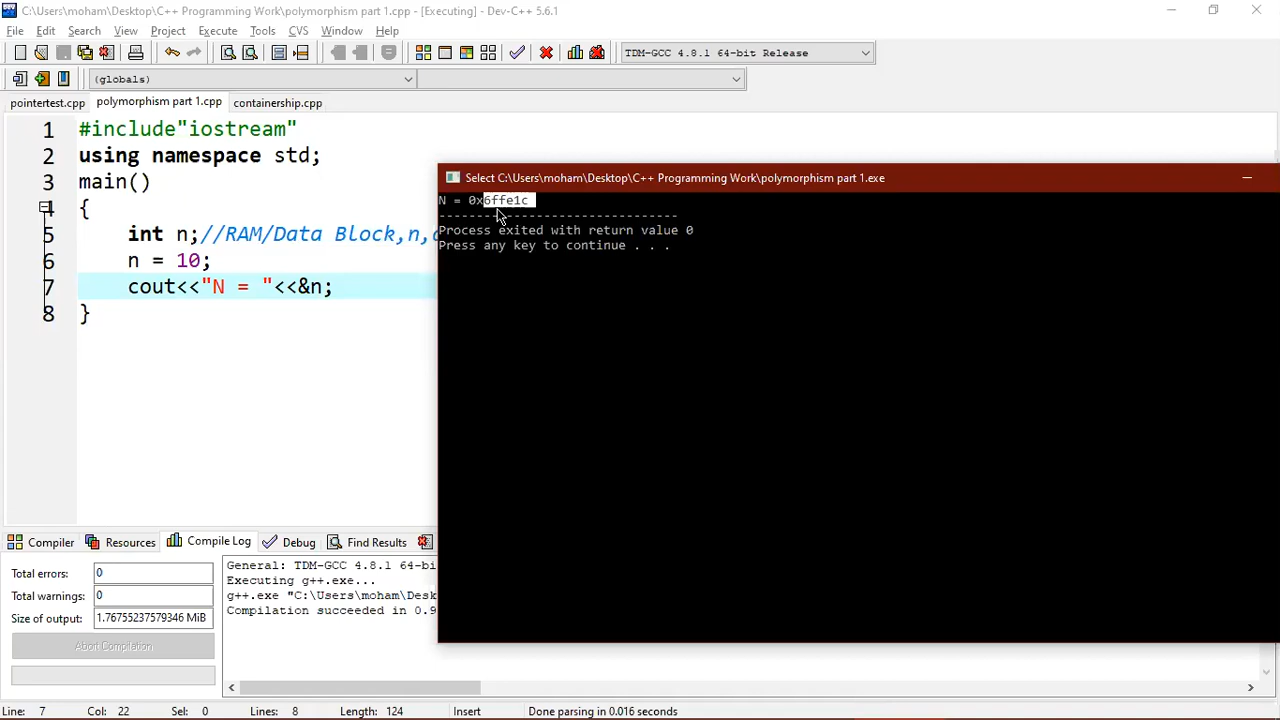 C:\Users\moham\Desktop\C++ Programming Work\polymorphism part 1.cpp - [Executing] - Dev-C++ 5.6.1
File Edit Search View Project Execute Tools CVS Window Help
TDM-GCC 4.8.1 64-bit Release
(globals)
pointertest.cpp polymorphism part 1.cpp containership.cpp
1 #include"iostream"
2 using namespace std;
3 main()
4 {
5 int n;//RAM/Data Block,n,
6 n = 10;
7 cout<<"N = "<<&n;
8 }
Select C:\Users\moham\Desktop\C++ Programming Work\polymorphism part 1.exe
N = 0x6ffe1c
--------------------------------
Process exited with return value 0
Press any key to continue . . .
Compiler Resources Compile Log Debug Find Results
Total errors: 0
Total warnings: 0
Size of output: 1.76755237579346 MiB
Abort Compilation
General: TDM-GCC 4.8.1 64-bi
Executing g++.exe...
g++.exe "C:\Users\moham\Desk
Compilation succeeded in 0.9
Line: 7 Col: 22 Sel: 0 Lines: 8 Length: 124 Insert Done parsing in 0.016 seconds